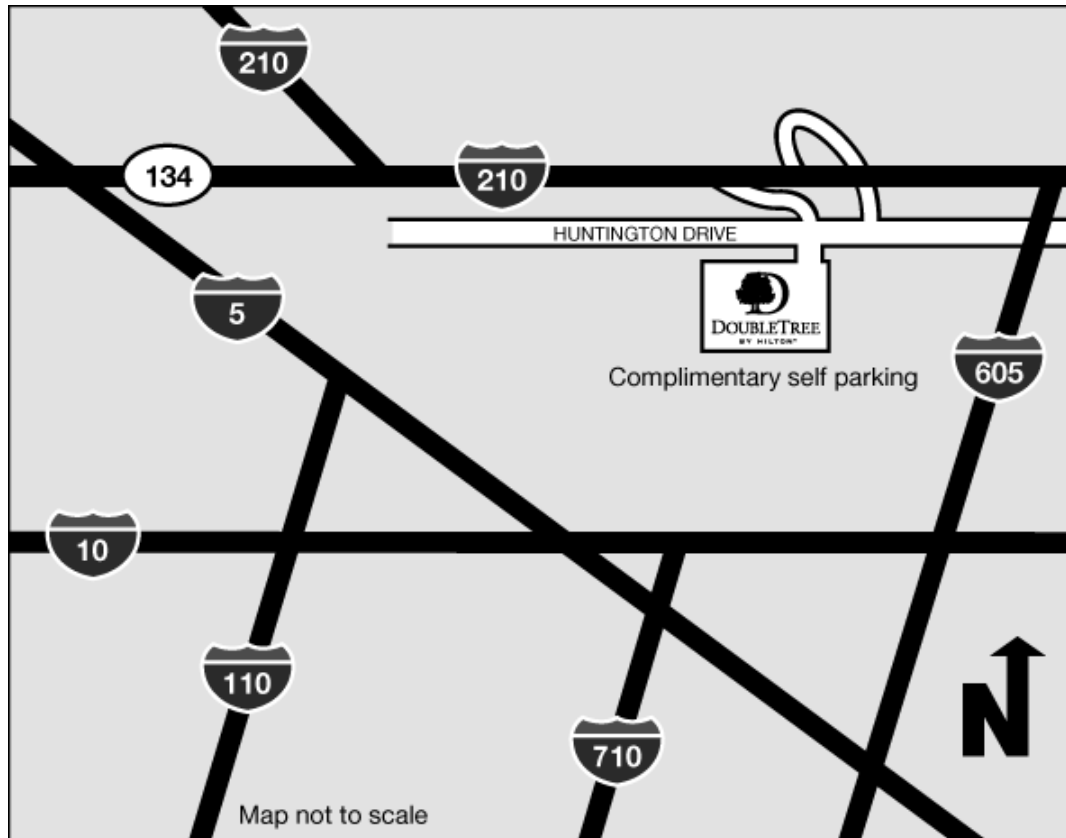 210
134
210
HUNTINGTON DRIVE
5
DOUBLETREE
BY HILTON™
Complimentary self parking
605
10
110
710
N
Map not to scale